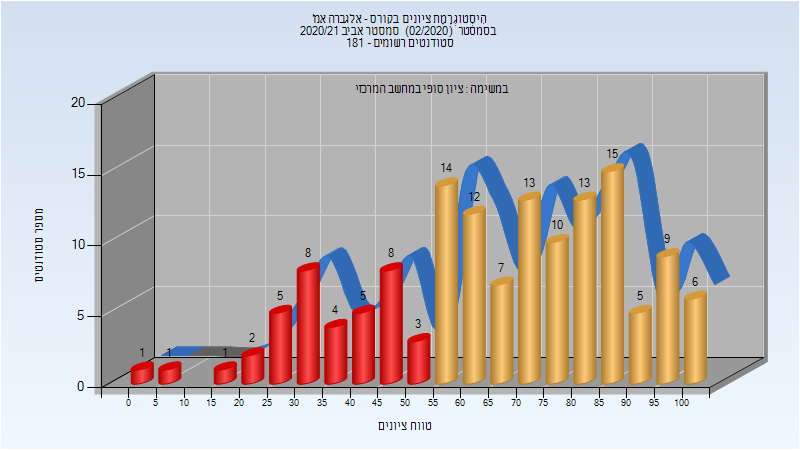 היסטוגרמת ציונים בקורס - אלגברה אמ'
בסמסטר (02/2020) סמסטר אביב 2020/21
סטודנטים רשומים - 181
במשימה : ציון סופי במחשב המרכזי
מספר סטודנטים
20
15
10
5
0
1 1 1 2 5 8 4 5 8 3 14 12 7 13 10 13 15 5 9 6
0 5 10 15 20 25 30 35 40 45 50 55 60 65 70 75 80 85 90 95 100
טווח ציונים